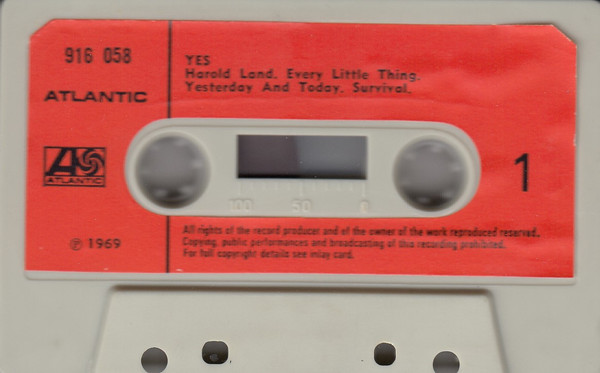 916 058
ATLANTIC
YES
Harold Land. Every Little Thing.
Yesterday And Today. Survival.
ATLANTIC
1
100 50 0
℗ 1969
All rights of the record producer and of the owner of the work reproduced reserved.
Copying, public performances and broadcasting of this recording prohibited.
For full copyright details see inlay card.